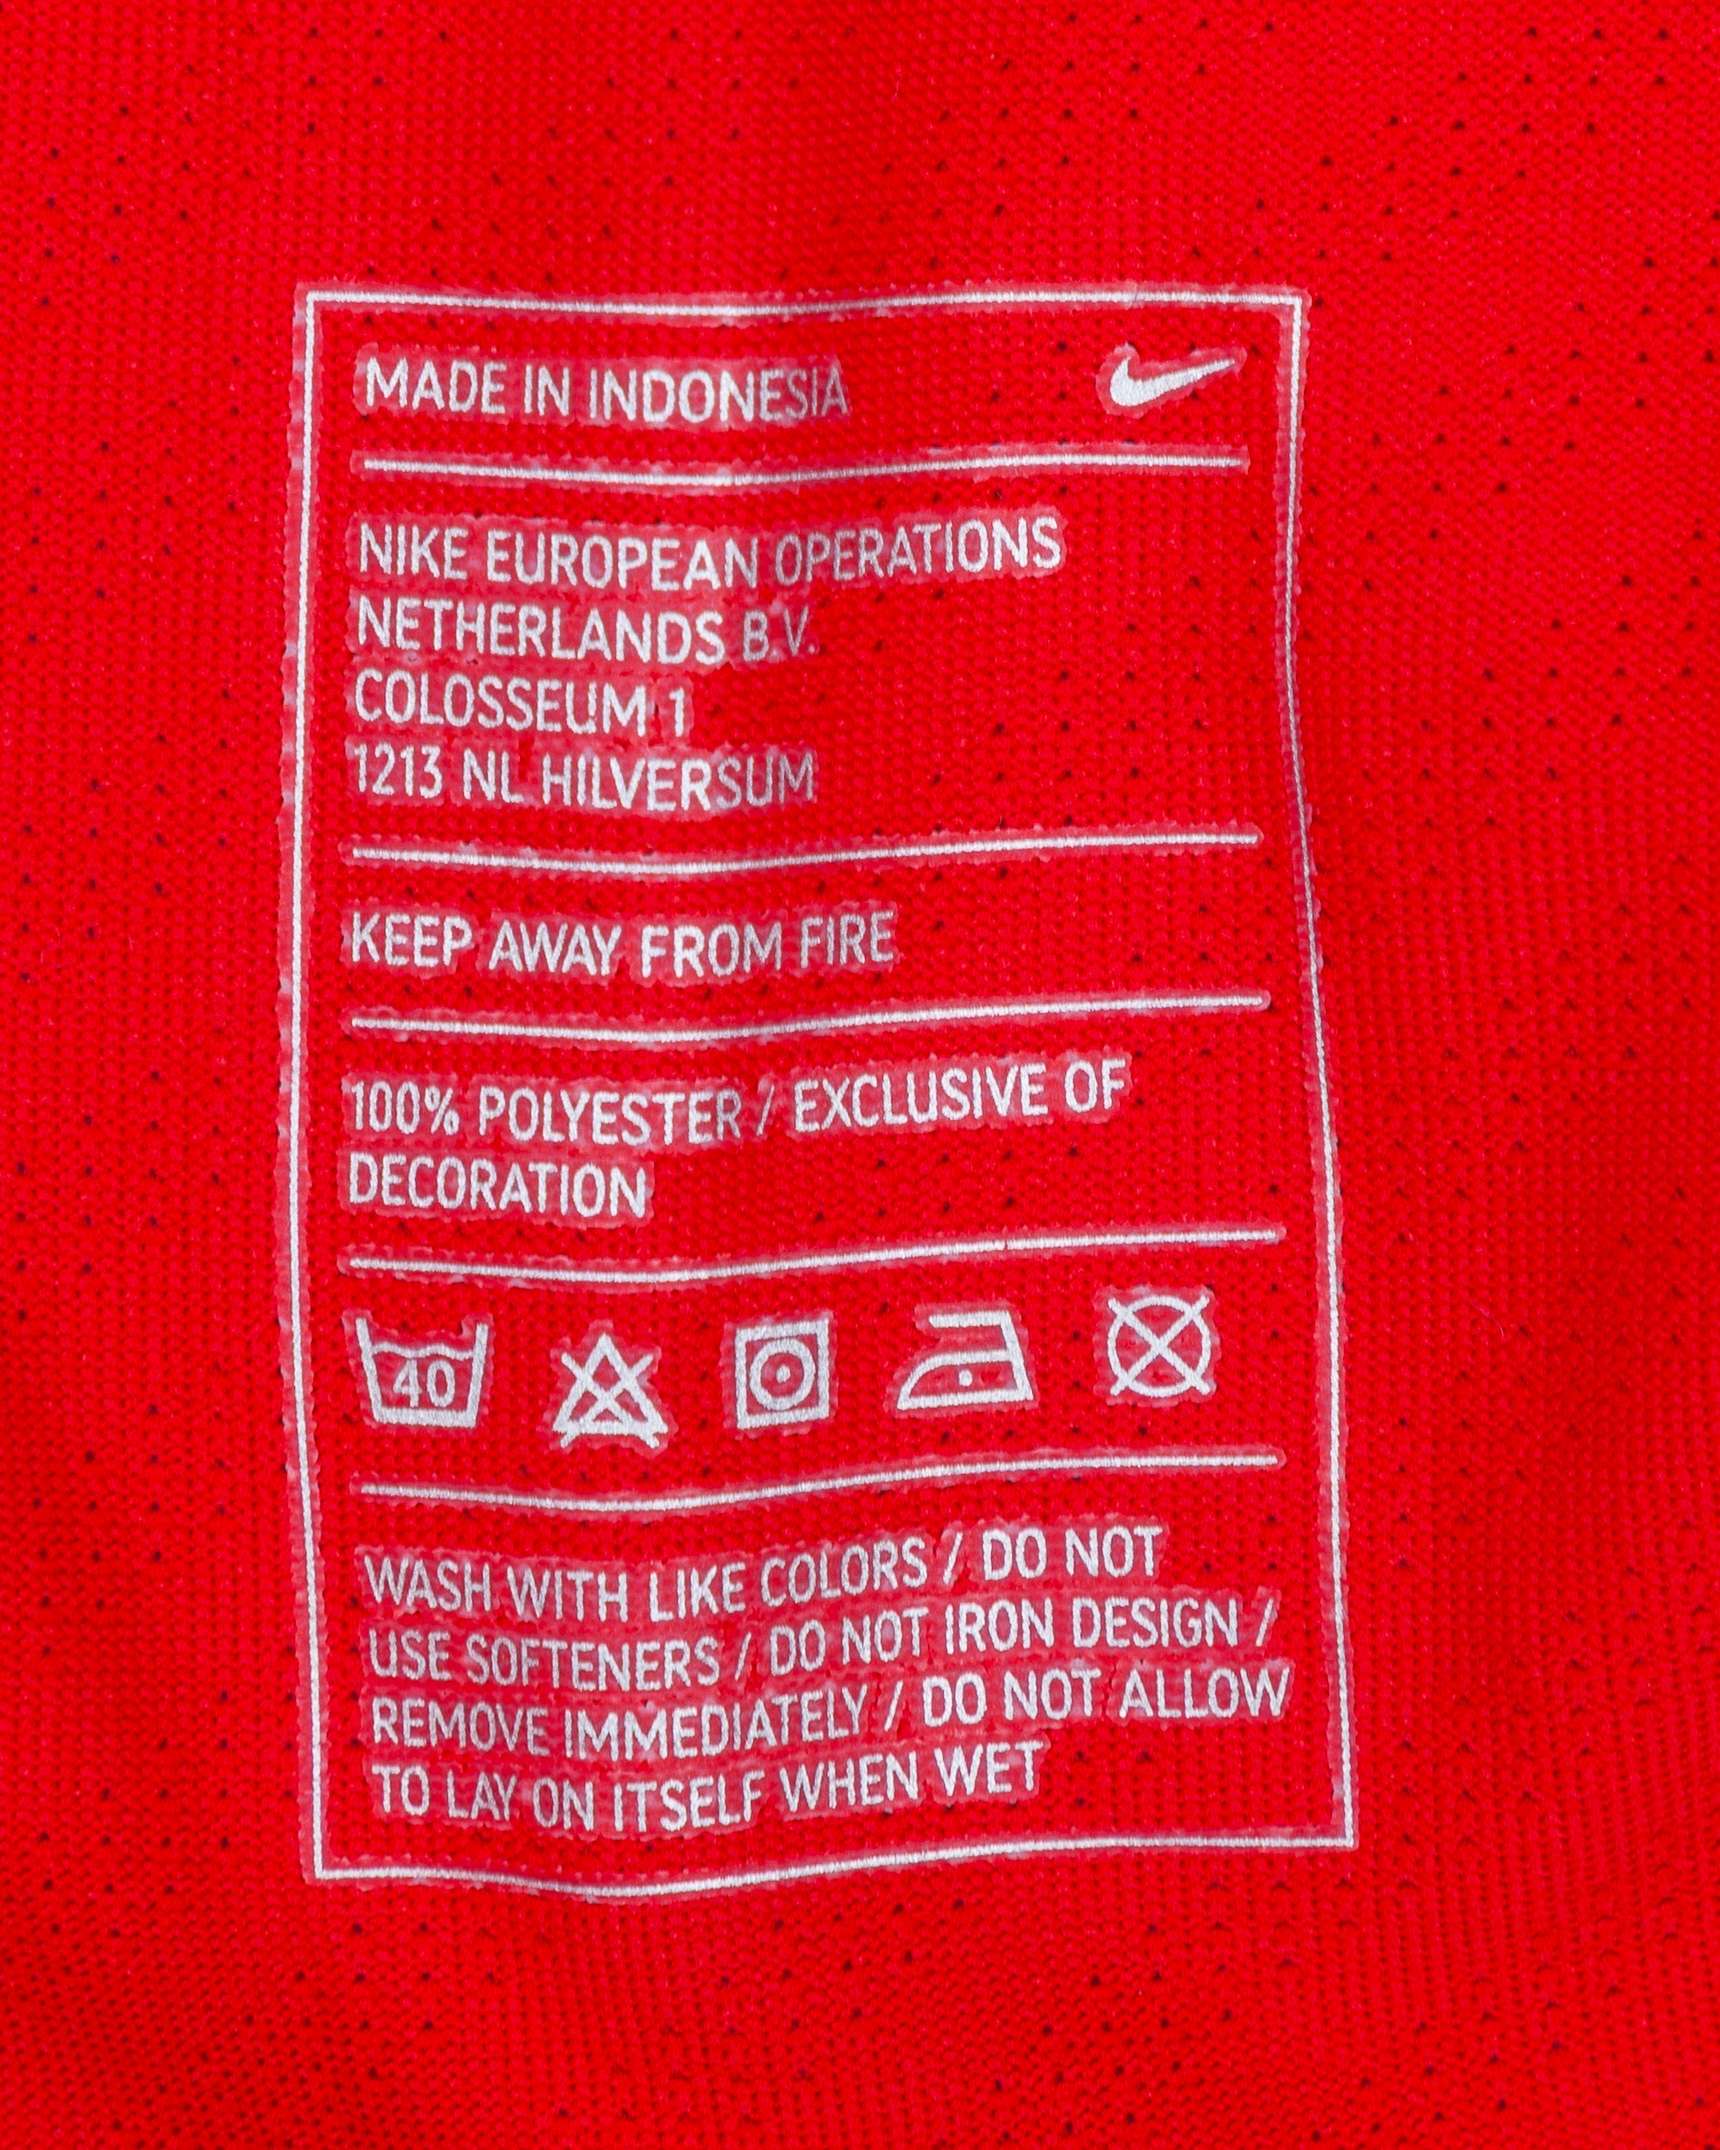 MADE IN INDONESIA
NIKE EUROPEAN OPERATIONS
NETHERLANDS B.V.
COLOSSEUM 1
1213 NL HILVERSUM
KEEP AWAY FROM FIRE
100% POLYESTER / EXCLUSIVE OF
DECORATION
40
WASH WITH LIKE COLORS / DO NOT
USE SOFTENERS / DO NOT IRON DESIGN /
REMOVE IMMEDIATELY / DO NOT ALLOW
TO LAY ON ITSELF WHEN WET